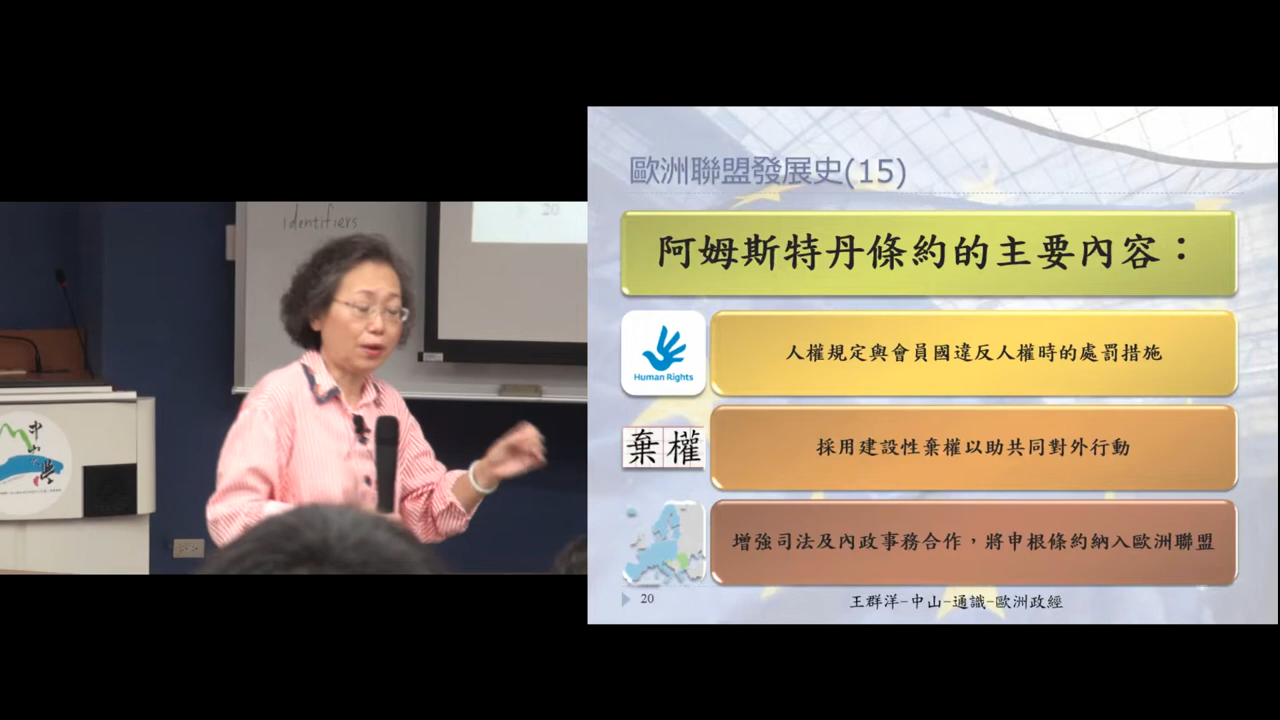 identifiers
20
中山大學
歐洲聯盟發展史(15)
阿姆斯特丹條約的主要內容：
Human Rights
人權規定與會員國違反人權時的處罰措施
棄權
採用建設性棄權以助共同對外行動
增強司法及內政事務合作，將申根條約納入歐洲聯盟
20
王群洋-中山-通識-歐洲政經